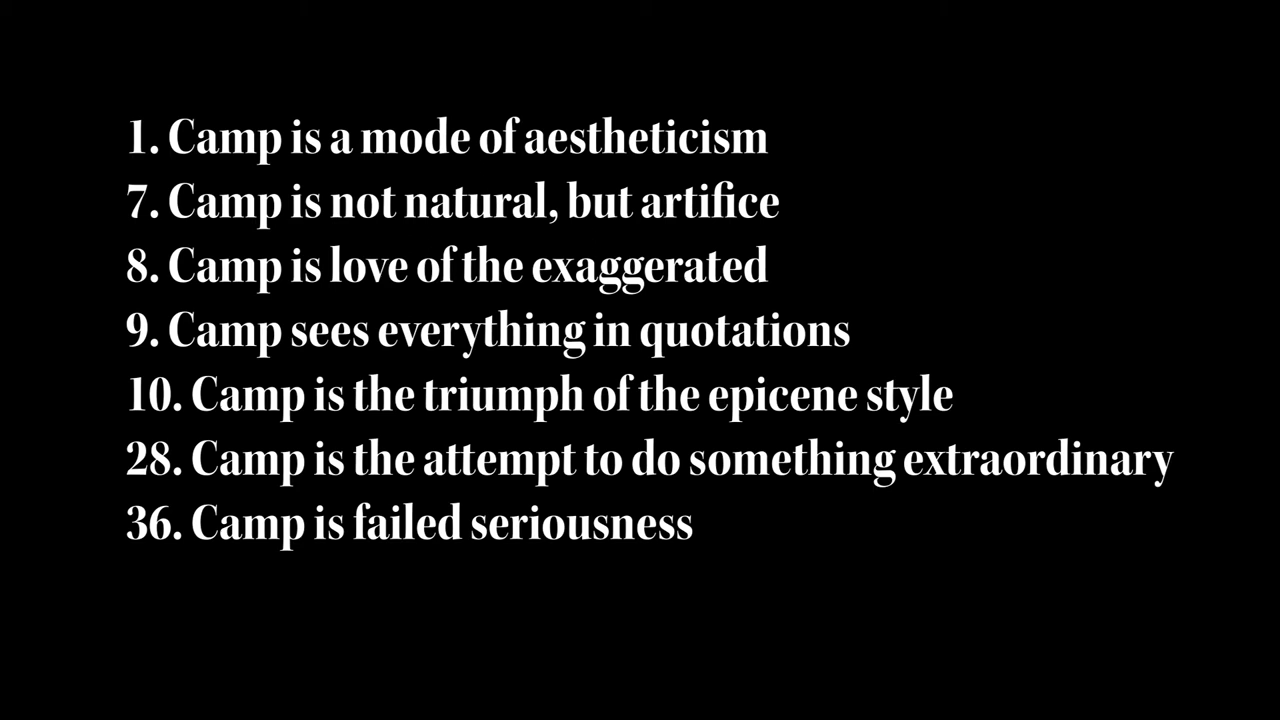 1. Camp is a mode of aestheticism
7. Camp is not natural, but artifice
8. Camp is love of the exaggerated
9. Camp sees everything in quotations
10. Camp is the triumph of the epicene style
28. Camp is the attempt to do something extraordinary
36. Camp is failed seriousness